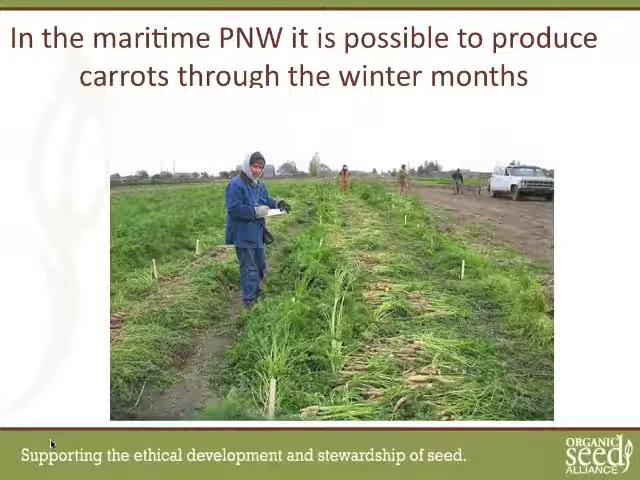 In the maritime PNW it is possible to produce
carrots through the winter months
Supporting the ethical development and stewardship of seed.
ORGANIC
seed
ALLIANCE